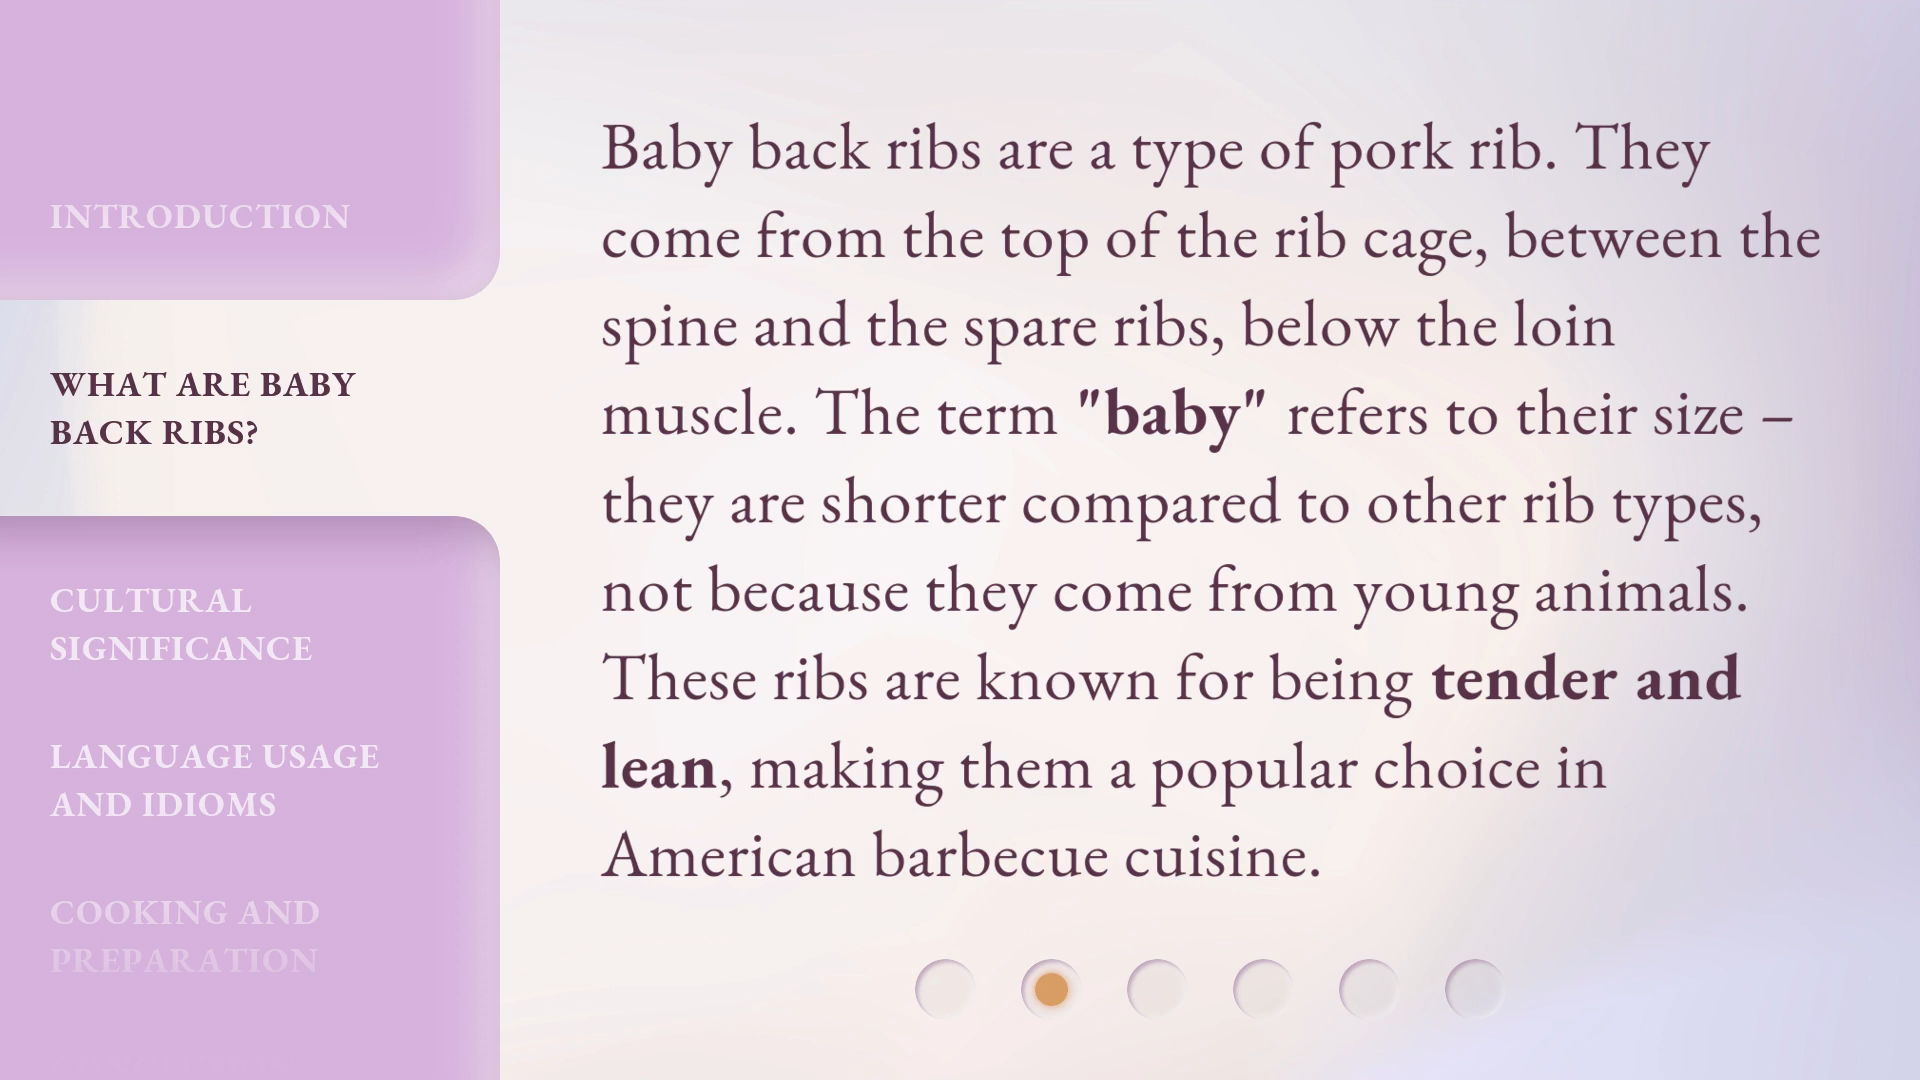 INTRODUCTION
WHAT ARE BABY
BACK RIBS?
CULTURAL
SIGNIFICANCE
LANGUAGE USAGE
AND IDIOMS
COOKING AND
PREPARATION
Baby back ribs are a type of pork rib. They
come from the top of the rib cage, between the
spine and the spare ribs, below the loin
muscle. The term "baby" refers to their size –
they are shorter compared to other rib types,
not because they come from young animals.
These ribs are known for being tender and
lean, making them a popular choice in
American barbecue cuisine.